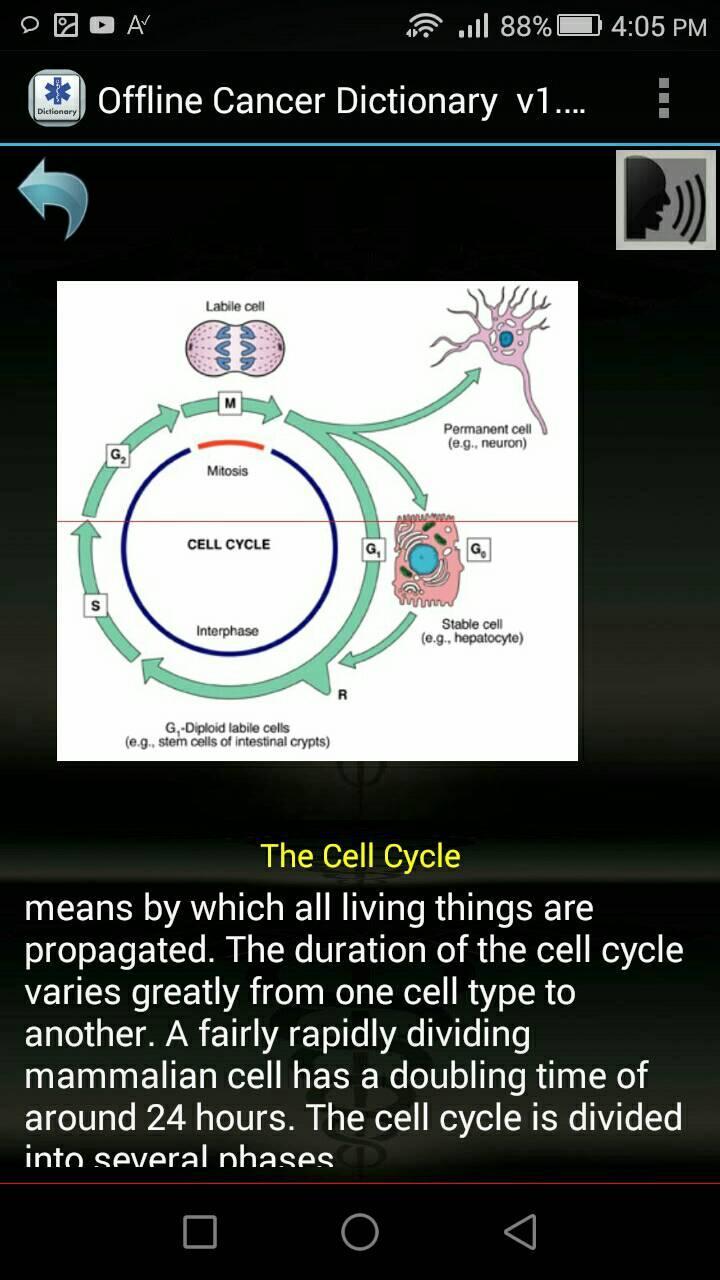 88% 4:05 PM
Dictionary
Offline Cancer Dictionary v1....
Labile cell
M
G₂
Mitosis
Permanent cell
(e.g., neuron)
CELL CYCLE
G₁
G₀
S
Interphase
Stable cell
(e.g., hepatocyte)
R
G₁-Diploid labile cells
(e.g., stem cells of intestinal crypts)
The Cell Cycle
means by which all living things are
propagated. The duration of the cell cycle
varies greatly from one cell type to
another. A fairly rapidly dividing
mammalian cell has a doubling time of
around 24 hours. The cell cycle is divided
into several phases